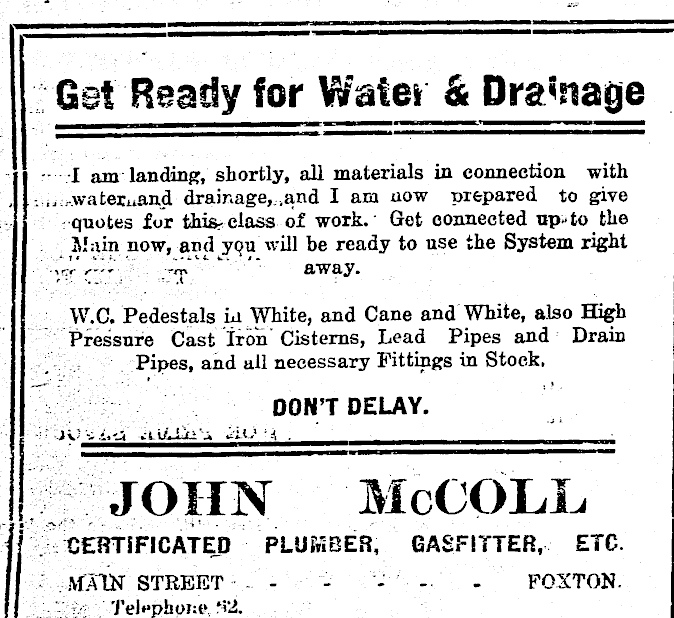 Get Ready for Water & Drainage
I am landing, shortly, all materials in connection with
water and drainage, and I am now prepared to give
quotes for this class of work. Get connected up to the
Main now, and you will be ready to use the System right
away.
W.C. Pedestals in White, and Cane and White, also High
Pressure Cast Iron Cisterns, Lead Pipes and Drain
Pipes, and all necessary Fittings in Stock.
DON'T DELAY.
JOHN McCOLL
CERTIFICATED PLUMBER, GASFITTER, ETC.
MAIN STREET - - - - - FOXTON.
Telephone